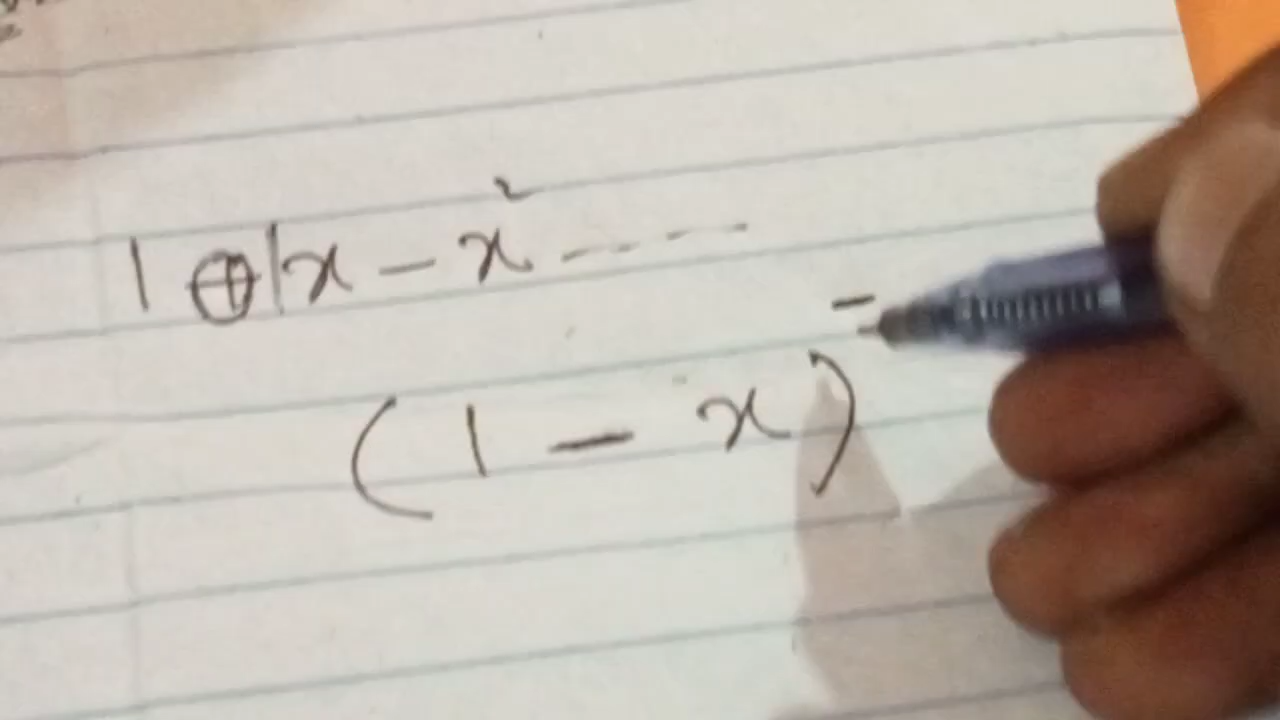 1 ⊕ |x - x² -----
(1 - x)⁻